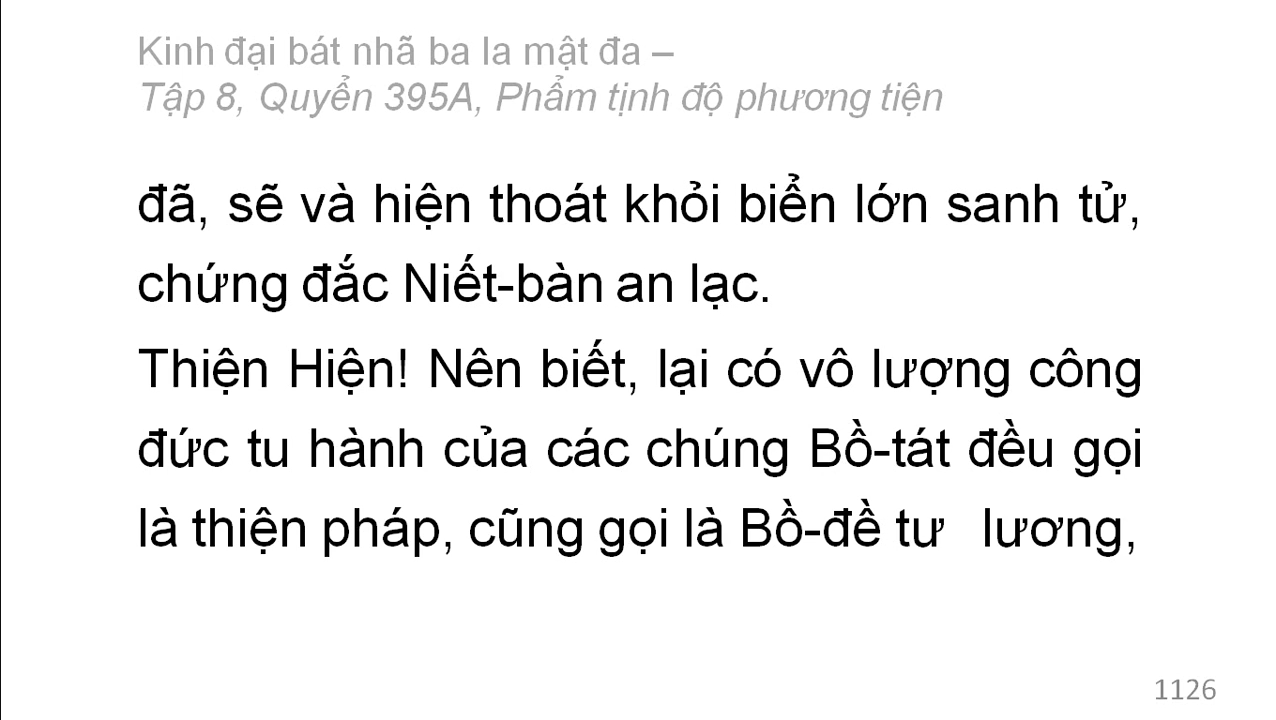 Kinh đại bát nhã ba la mật đa –
Tập 8, Quyển 395A, Phẩm tịnh độ phương tiện
đã, sẽ và hiện thoát khỏi biển lớn sanh tử,
chứng đắc Niết-bàn an lạc.
Thiện Hiện! Nên biết, lại có vô lượng công
đức tu hành của các chúng Bồ-tát đều gọi
là thiện pháp, cũng gọi là Bồ-đề tư lương,
1126